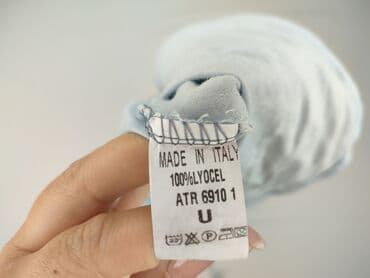 MADE IN ITALY
100%LYOCEL
ATR 6910 1
U